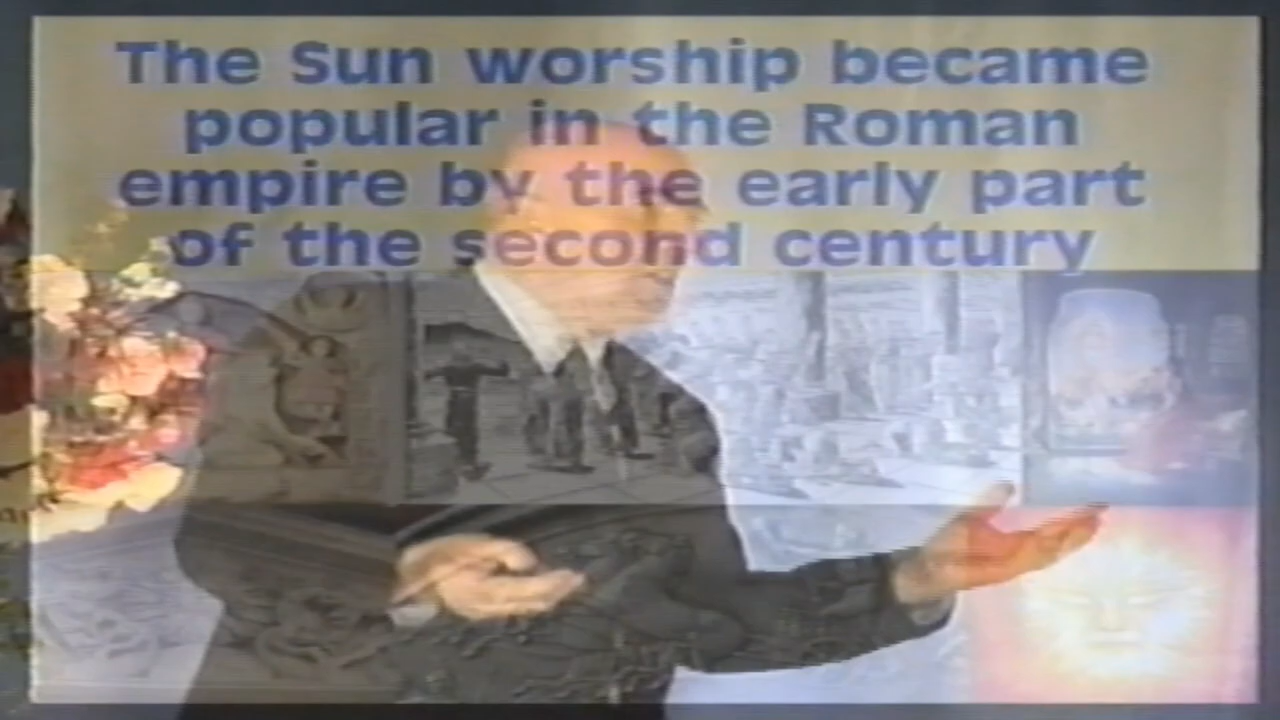 The Sun worship became
popular in the Roman
empire by the early part
of the second century